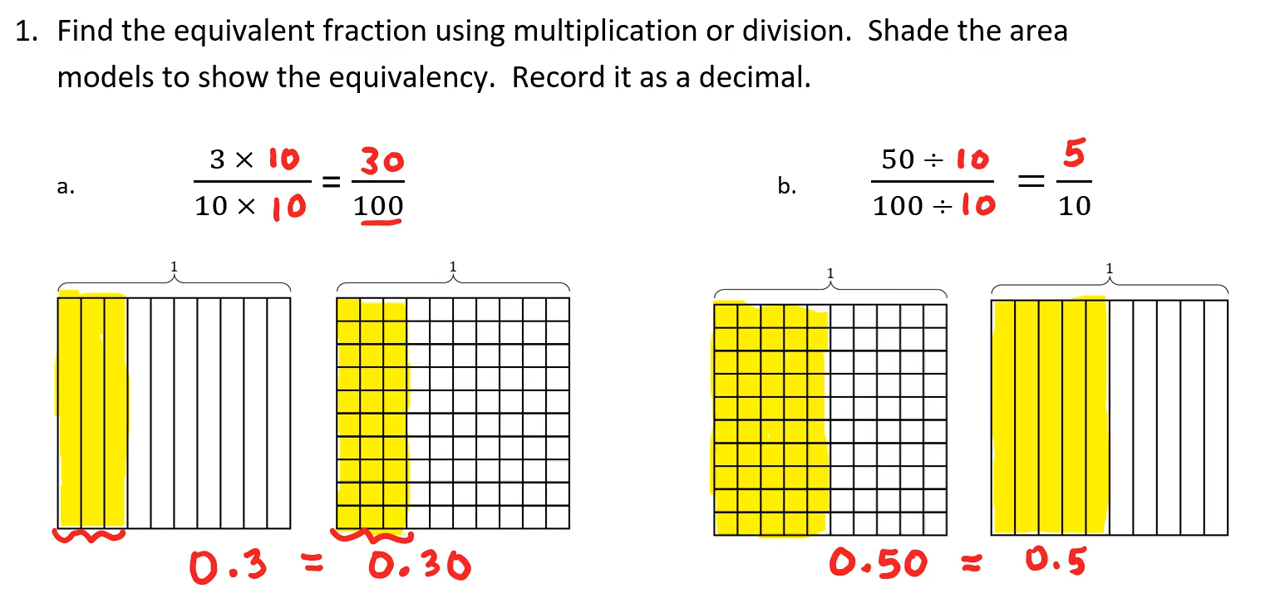 1. Find the equivalent fraction using multiplication or division. Shade the area
models to show the equivalency. Record it as a decimal.
a.
3 × 10
10 × 10
=
30
100
b.
50 ÷ 10
100 ÷ 10
=
5
10
1
1
1
1
0.3 = 0.30
0.50 = 0.5